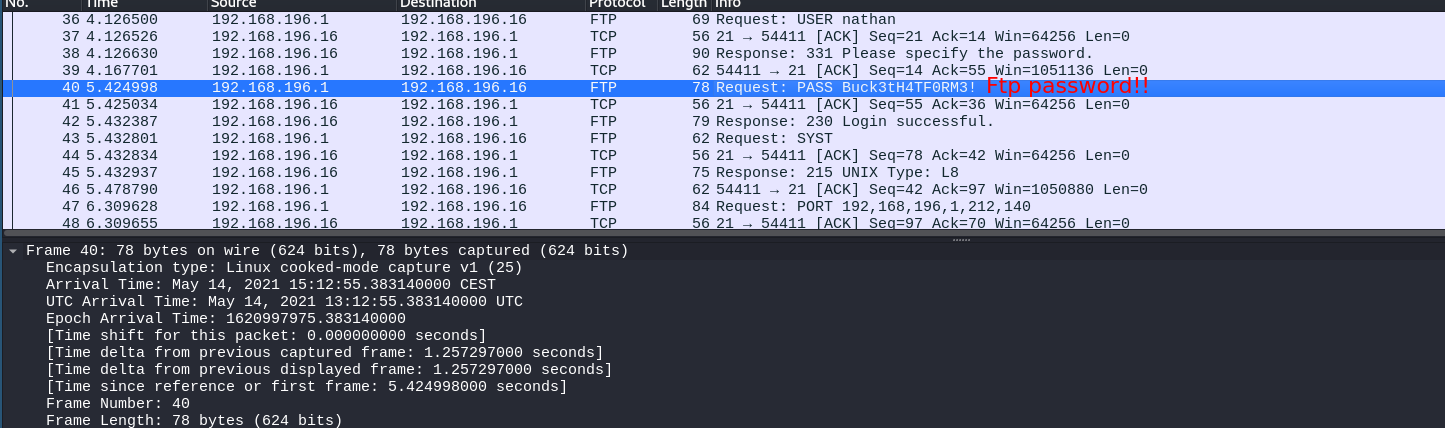 No. Time Source Destination Protocol Length Info
36 4.126500 192.168.196.1 192.168.196.16 FTP 69 Request: USER nathan
37 4.126526 192.168.196.16 192.168.196.1 TCP 56 21 → 54411 [ACK] Seq=21 Ack=14 Win=64256 Len=0
38 4.126630 192.168.196.16 192.168.196.1 FTP 90 Response: 331 Please specify the password.
39 4.167701 192.168.196.1 192.168.196.16 TCP 62 54411 → 21 [ACK] Seq=14 Ack=55 Win=1051136 Len=0
40 5.424998 192.168.196.1 192.168.196.16 FTP 78 Request: PASS Buck3tH4TF0RM3! Ftp password!!
41 5.425034 192.168.196.16 192.168.196.1 TCP 56 21 → 54411 [ACK] Seq=55 Ack=36 Win=64256 Len=0
42 5.432387 192.168.196.16 192.168.196.1 FTP 79 Response: 230 Login successful.
43 5.432801 192.168.196.1 192.168.196.16 FTP 62 Request: SYST
44 5.432834 192.168.196.16 192.168.196.1 TCP 56 21 → 54411 [ACK] Seq=78 Ack=42 Win=64256 Len=0
45 5.432937 192.168.196.16 192.168.196.1 FTP 75 Response: 215 UNIX Type: L8
46 5.478790 192.168.196.1 192.168.196.16 TCP 62 54411 → 21 [ACK] Seq=42 Ack=97 Win=1050880 Len=0
47 6.309628 192.168.196.1 192.168.196.16 FTP 84 Request: PORT 192,168,196,1,212,140
48 6.309655 192.168.196.16 192.168.196.1 TCP 56 21 → 54411 [ACK] Seq=97 Ack=70 Win=64256 Len=0
Frame 40: 78 bytes on wire (624 bits), 78 bytes captured (624 bits)
Encapsulation type: Linux cooked-mode capture v1 (25)
Arrival Time: May 14, 2021 15:12:55.383140000 CEST
UTC Arrival Time: May 14, 2021 13:12:55.383140000 UTC
Epoch Arrival Time: 1620997975.383140000
[Time shift for this packet: 0.000000000 seconds]
[Time delta from previous captured frame: 1.257297000 seconds]
[Time delta from previous displayed frame: 1.257297000 seconds]
[Time since reference or first frame: 5.424998000 seconds]
Frame Number: 40
Frame Length: 78 bytes (624 bits)